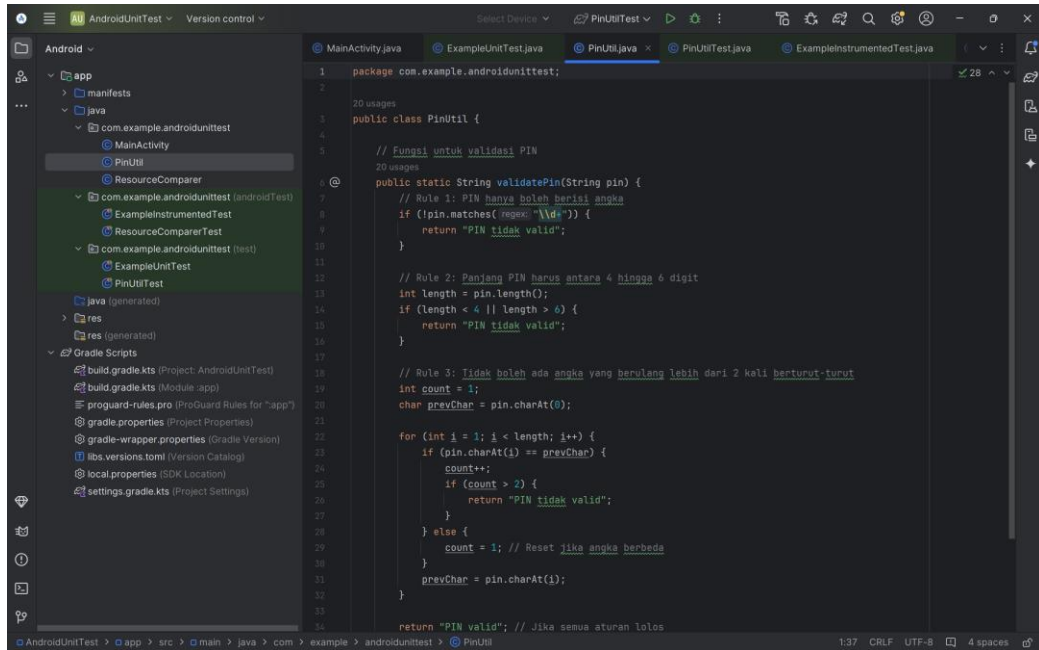 AU AndroidUnitTest Version control Select Device PinUtilTest
Android
MainActivity.java ExampleUnitTest.java PinUtil.java PinUtilTest.java ExampleInstrumentedTest.java
app
manifests
java
com.example.androidunittest
MainActivity
PinUtil
ResourceComparer
com.example.androidunittest (androidTest)
ExampleInstrumentedTest
ResourceComparerTest
com.example.androidunittest (test)
ExampleUnitTest
PinUtilTest
java (generated)
res
res (generated)
Gradle Scripts
build.gradle.kts (Project: AndroidUnitTest)
build.gradle.kts (Module :app)
proguard-rules.pro (ProGuard Rules for ":app")
gradle.properties (Project Properties)
gradle-wrapper.properties (Gradle Version)
libs.versions.toml (Version Catalog)
local.properties (SDK Location)
settings.gradle.kts (Project Settings)
28
1 package com.example.androidunittest;
2
20 usages
3 public class PinUtil {
4
5 // Fungsi untuk validasi PIN
20 usages
6 @ public static String validatePin(String pin) {
7 // Rule 1: PIN hanya boleh berisi angka
8 if (!pin.matches( regex: "\\d+")) {
9 return "PIN tidak valid";
10 }
11
12 // Rule 2: Panjang PIN harus antara 4 hingga 6 digit
13 int length = pin.length();
14 if (length < 4 || length > 6) {
15 return "PIN tidak valid";
16 }
17
18 // Rule 3: Tidak boleh ada angka yang berulang lebih dari 2 kali berturut-turut
19 int count = 1;
20 char prevChar = pin.charAt(0);
21
22 for (int i = 1; i < length; i++) {
23 if (pin.charAt(i) == prevChar) {
24 count++;
25 if (count > 2) {
26 return "PIN tidak valid";
27 }
28 } else {
29 count = 1; // Reset jika angka berbeda
30 }
31 prevChar = pin.charAt(i);
32 }
33
34 return "PIN valid"; // Jika semua aturan lolos
AndroidUnitTest > app > src > main > java > com > example > androidunittest > PinUtil 1:37 CRLF UTF-8 4 spaces